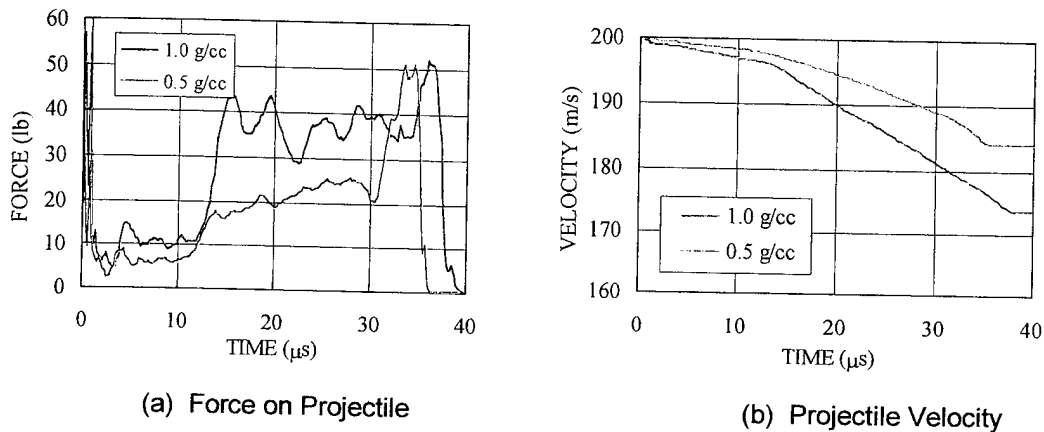 60
50
40
30
20
10
0
FORCE (lb)
1.0 g/cc
0.5 g/cc
0 10 20 30 40
TIME (μs)
(a) Force on Projectile
200
190
180
170
160
VELOCITY (m/s)
1.0 g/cc
0.5 g/cc
0 10 20 30 40
TIME (μs)
(b) Projectile Velocity